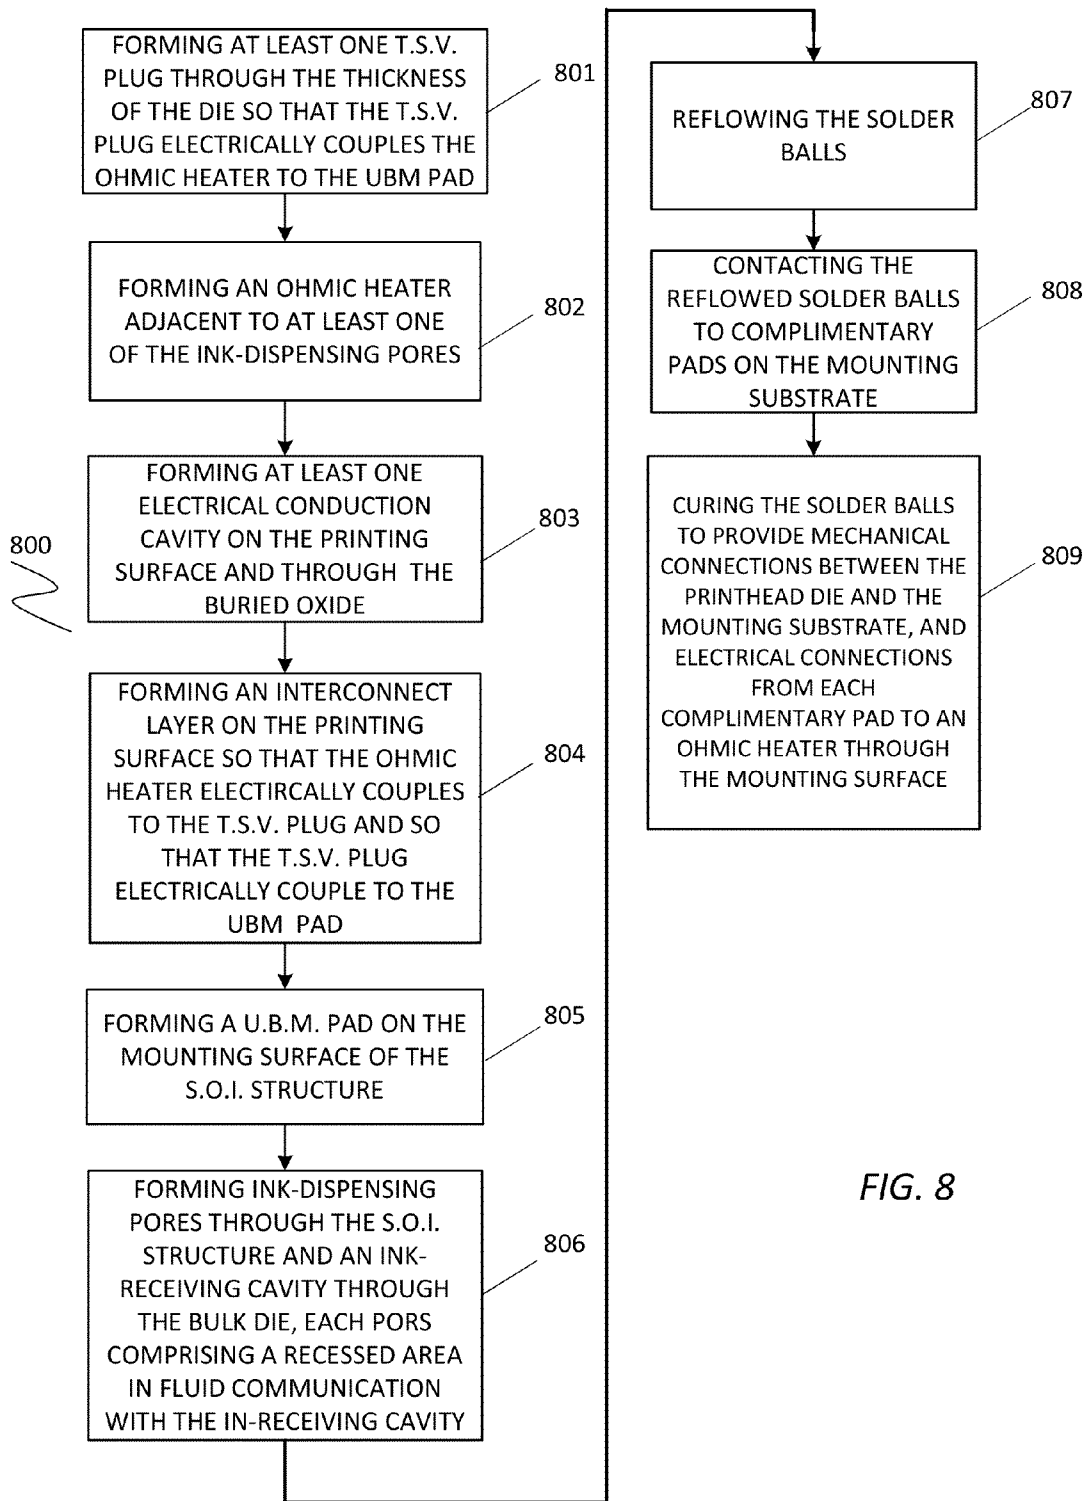 FORMING AT LEAST ONE T.S.V.
PLUG THROUGH THE THICKNESS
OF THE DIE SO THAT THE T.S.V.
PLUG ELECTRICALLY COUPLES THE
OHMIC HEATER TO THE UBM PAD
801
FORMING AN OHMIC HEATER
ADJACENT TO AT LEAST ONE
OF THE INK-DISPENSING PORES
802
FORMING AT LEAST ONE
ELECTRICAL CONDUCTION
CAVITY ON THE PRINTING
SURFACE AND THROUGH THE
BURIED OXIDE
803
800
FORMING AN INTERCONNECT
LAYER ON THE PRINTING
SURFACE SO THAT THE OHMIC
HEATER ELECTIRCALLY COUPLES
TO THE T.S.V. PLUG AND SO
THAT THE T.S.V. PLUG
ELECTRICALLY COUPLE TO THE
UBM PAD
804
FORMING A U.B.M. PAD ON THE
MOUNTING SURFACE OF THE
S.O.I. STRUCTURE
805
FORMING INK-DISPENSING
PORES THROUGH THE S.O.I.
STRUCTURE AND AN INK-
RECEIVING CAVITY THROUGH
THE BULK DIE, EACH PORS
COMPRISING A RECESSED AREA
IN FLUID COMMUNICATION
WITH THE IN-RECEIVING CAVITY
806
REFLOWING THE SOLDER
BALLS
807
CONTACTING THE
REFLOWED SOLDER BALLS
TO COMPLIMENTARY
PADS ON THE MOUNTING
SUBSTRATE
808
CURING THE SOLDER BALLS
TO PROVIDE MECHANICAL
CONNECTIONS BETWEEN THE
PRINTHEAD DIE AND THE
MOUNTING SUBSTRATE, AND
ELECTRICAL CONNECTIONS
FROM EACH
COMPLIMENTARY PAD TO AN
OHMIC HEATER THROUGH
THE MOUNTING SURFACE
809
FIG. 8